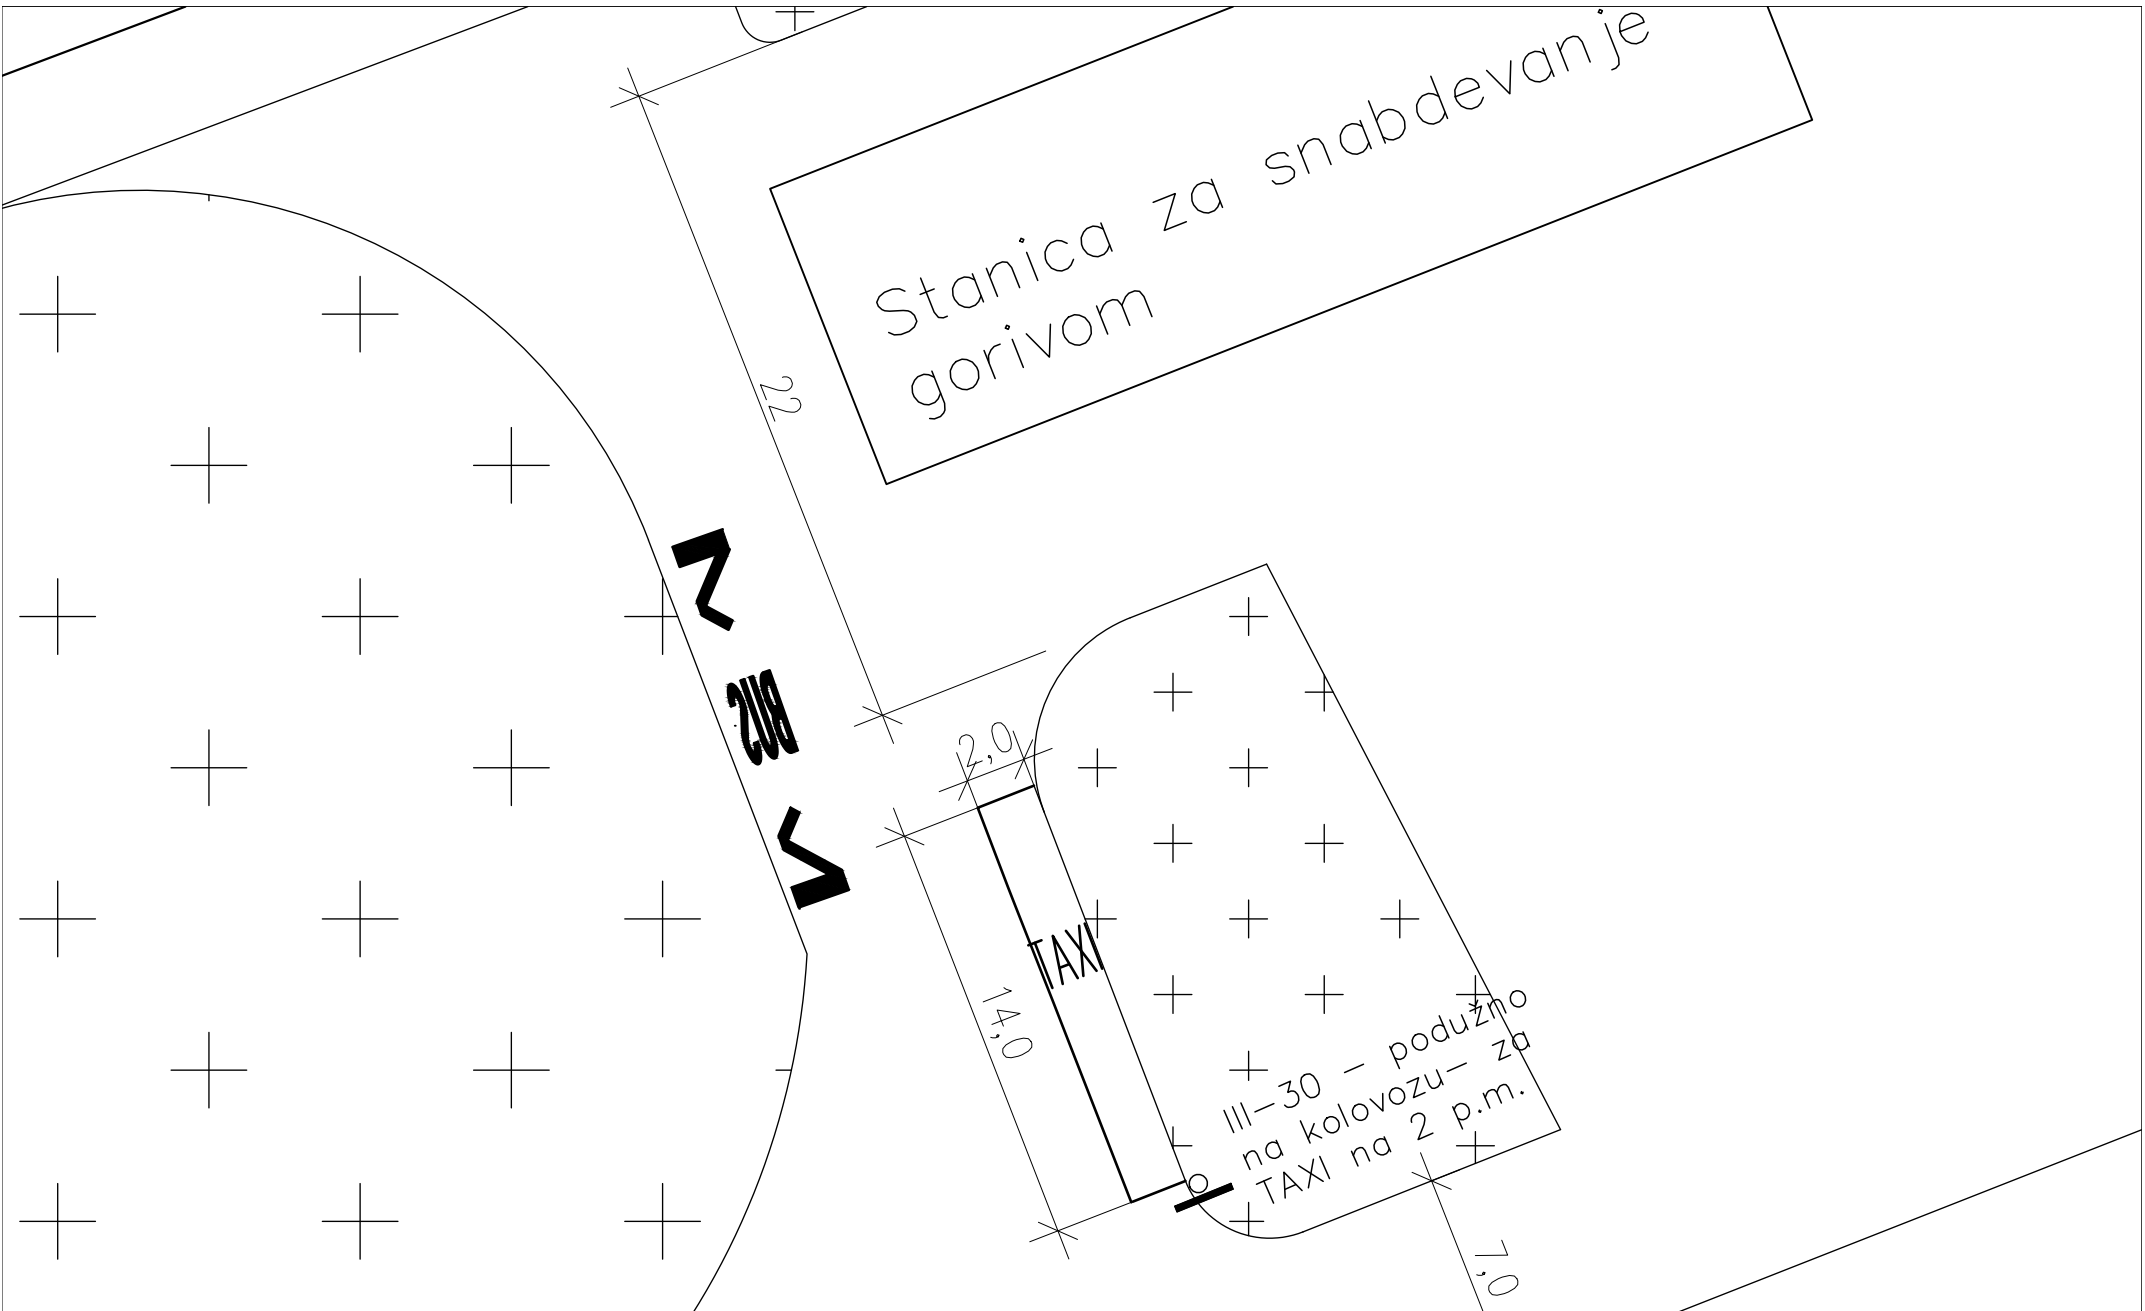 Stanica za snabdevanje
gorivom
22
BUS
2,0
TAXI
14,0
III-30 - podužno
na kolovozu- za
TAXI na 2 p.m.
7,0